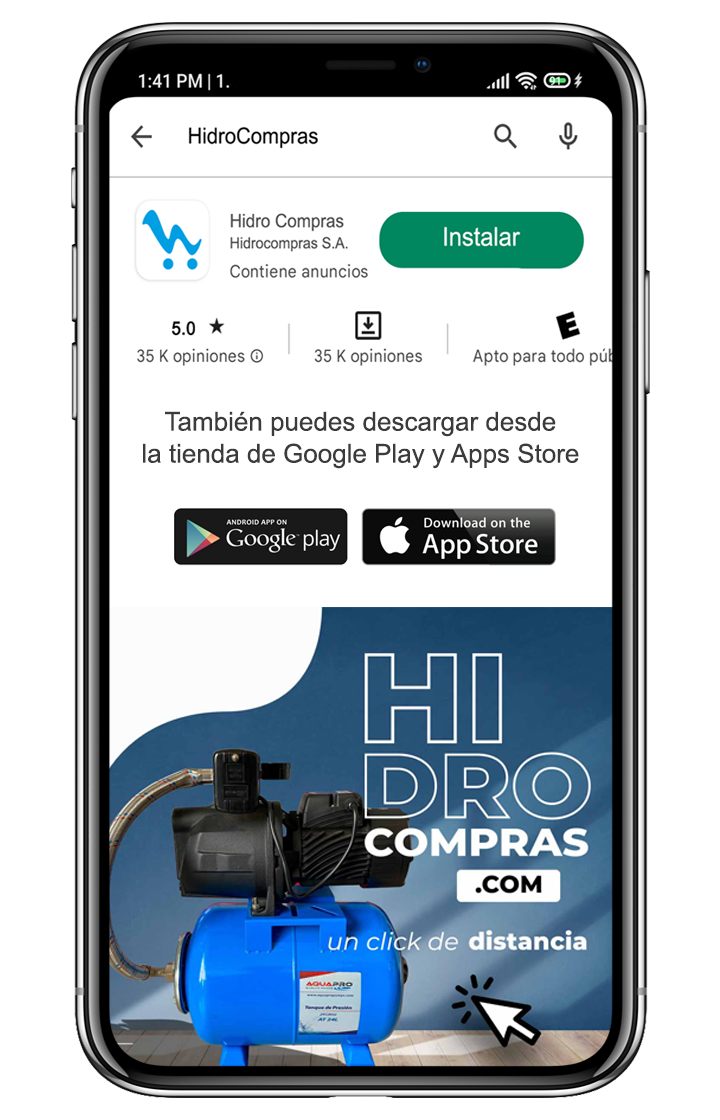 1:41 PM | 1.
91
HidroCompras
Hidro Compras
Hidrocompras S.A.
Contiene anuncios
Instalar
5.0 ★
35 K opiniones
35 K opiniones
E
Apto para todo púb
También puedes descargar desde
la tienda de Google Play y Apps Store
ANDROID APP ON
Google play
Download on the
App Store
HI
DRO
COMPRAS
.COM
un click de distancia
AQUAPRO
Tanque de Presión
AT 24L